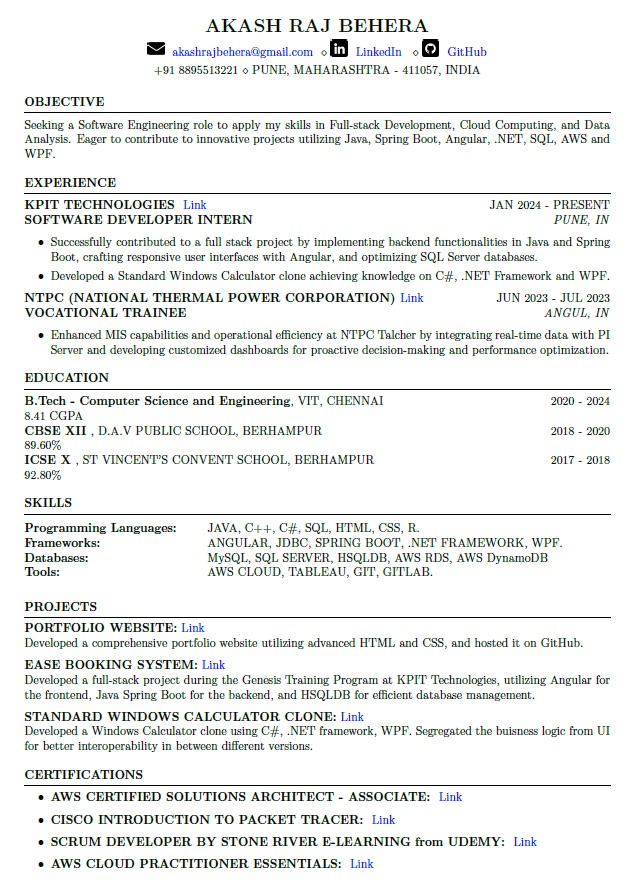 AKASH RAJ BEHERA
akashrajbehera@gmail.com ⋄ LinkedIn ⋄ GitHub
+91 8895513221 ⋄ PUNE, MAHARASHTRA - 411057, INDIA
OBJECTIVE
Seeking a Software Engineering role to apply my skills in Full-stack Development, Cloud Computing, and Data
Analysis. Eager to contribute to innovative projects utilizing Java, Spring Boot, Angular, .NET, SQL, AWS and
WPF.
EXPERIENCE
KPIT TECHNOLOGIES Link JAN 2024 - PRESENT
SOFTWARE DEVELOPER INTERN PUNE, IN
• Successfully contributed to a full stack project by implementing backend functionalities in Java and Spring
Boot, crafting responsive user interfaces with Angular, and optimizing SQL Server databases.
• Developed a Standard Windows Calculator clone achieving knowledge on C#, .NET Framework and WPF.
NTPC (NATIONAL THERMAL POWER CORPORATION) Link JUN 2023 - JUL 2023
VOCATIONAL TRAINEE ANGUL, IN
• Enhanced MIS capabilities and operational efficiency at NTPC Talcher by integrating real-time data with PI
Server and developing customized dashboards for proactive decision-making and performance optimization.
EDUCATION
B.Tech - Computer Science and Engineering, VIT, CHENNAI 2020 - 2024
8.41 CGPA
CBSE XII , D.A.V PUBLIC SCHOOL, BERHAMPUR 2018 - 2020
89.60%
ICSE X , ST VINCENT'S CONVENT SCHOOL, BERHAMPUR 2017 - 2018
92.80%
SKILLS
Programming Languages: JAVA, C++, C#, SQL, HTML, CSS, R.
Frameworks: ANGULAR, JDBC, SPRING BOOT, .NET FRAMEWORK, WPF.
Databases: MySQL, SQL SERVER, HSQLDB, AWS RDS, AWS DynamoDB
Tools: AWS CLOUD, TABLEAU, GIT, GITLAB.
PROJECTS
PORTFOLIO WEBSITE: Link
Developed a comprehensive portfolio website utilizing advanced HTML and CSS, and hosted it on GitHub.
EASE BOOKING SYSTEM: Link
Developed a full-stack project during the Genesis Training Program at KPIT Technologies, utilizing Angular for
the frontend, Java Spring Boot for the backend, and HSQLDB for efficient database management.
STANDARD WINDOWS CALCULATOR CLONE: Link
Developed a Windows Calculator clone using C#, .NET framework, WPF. Segregated the buisness logic from UI
for better interoperability in between different versions.
CERTIFICATIONS
• AWS CERTIFIED SOLUTIONS ARCHITECT - ASSOCIATE: Link
• CISCO INTRODUCTION TO PACKET TRACER: Link
• SCRUM DEVELOPER BY STONE RIVER E-LEARNING from UDEMY: Link
• AWS CLOUD PRACTITIONER ESSENTIALS: Link